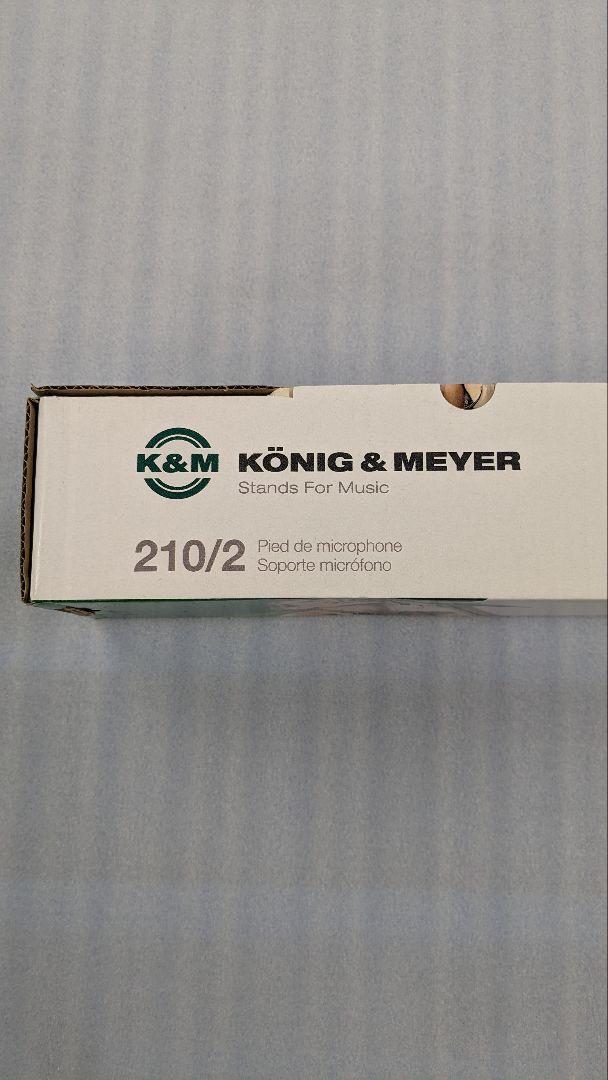 K&M KÖNIG & MEYER
Stands For Music
210/2 Pied de microphone
Soporte micrófono